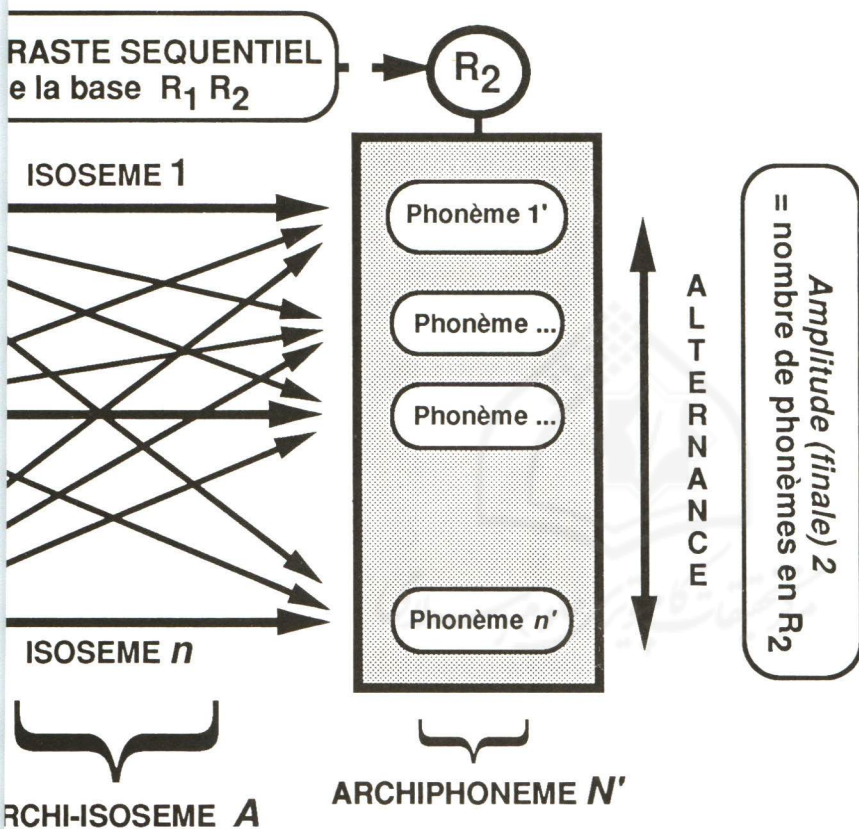 RASTE SEQUENTIEL
e la base R₁ R₂
R₂
ISOSEME 1
Phonème 1'
Phonème ...
Phonème ...
Phonème n'
ISOSEME n
ALTERNANCE
Amplitude (finale) 2
= nombre de phonèmes en R₂
RCHI-ISOSEME A
ARCHIPHONEME N'